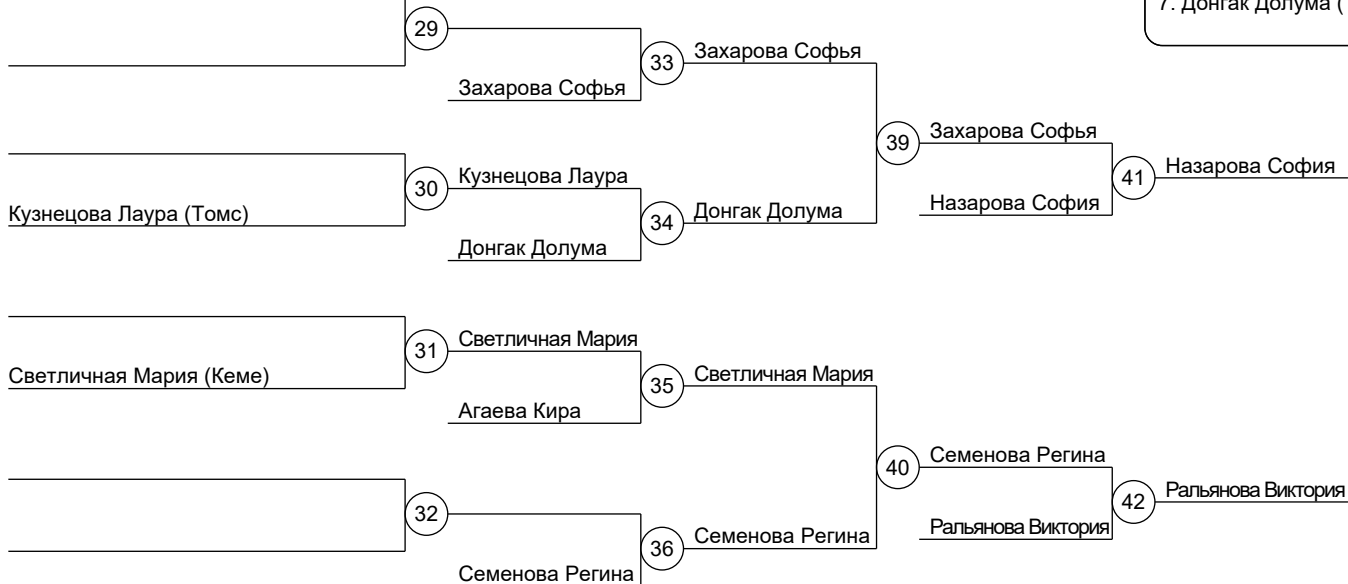 7. Донгак Долума (
29
33
Захарова Софья
Захарова Софья
39
Захарова Софья
41
Назарова София
Назарова София
30
Кузнецова Лаура
Кузнецова Лаура (Томс)
34
Донгак Долума
Донгак Долума
31
Светличная Мария
Светличная Мария (Кеме)
35
Светличная Мария
Агаева Кира
40
Семенова Регина
42
Ральянова Виктория
Ральянова Виктория
32
36
Семенова Регина
Семенова Регина